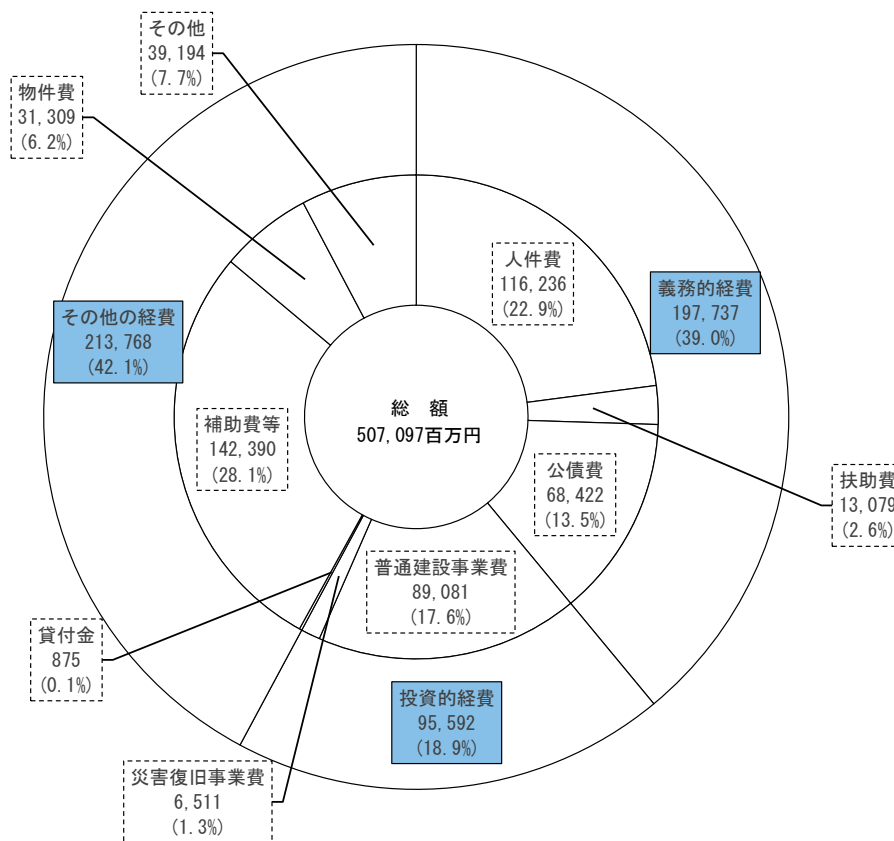 その他
39,194
(7.7%)
物件費
31,309
(6.2%)
人件費
116,236
(22.9%)
義務的経費
197,737
(39.0%)
その他の経費
213,768
(42.1%)
総 額
507,097百万円
補助費等
142,390
(28.1%)
公債費
68,422
(13.5%)
扶助費
13,079
(2.6%)
普通建設事業費
89,081
(17.6%)
貸付金
875
(0.1%)
投資的経費
95,592
(18.9%)
災害復旧事業費
6,511
(1.3%)